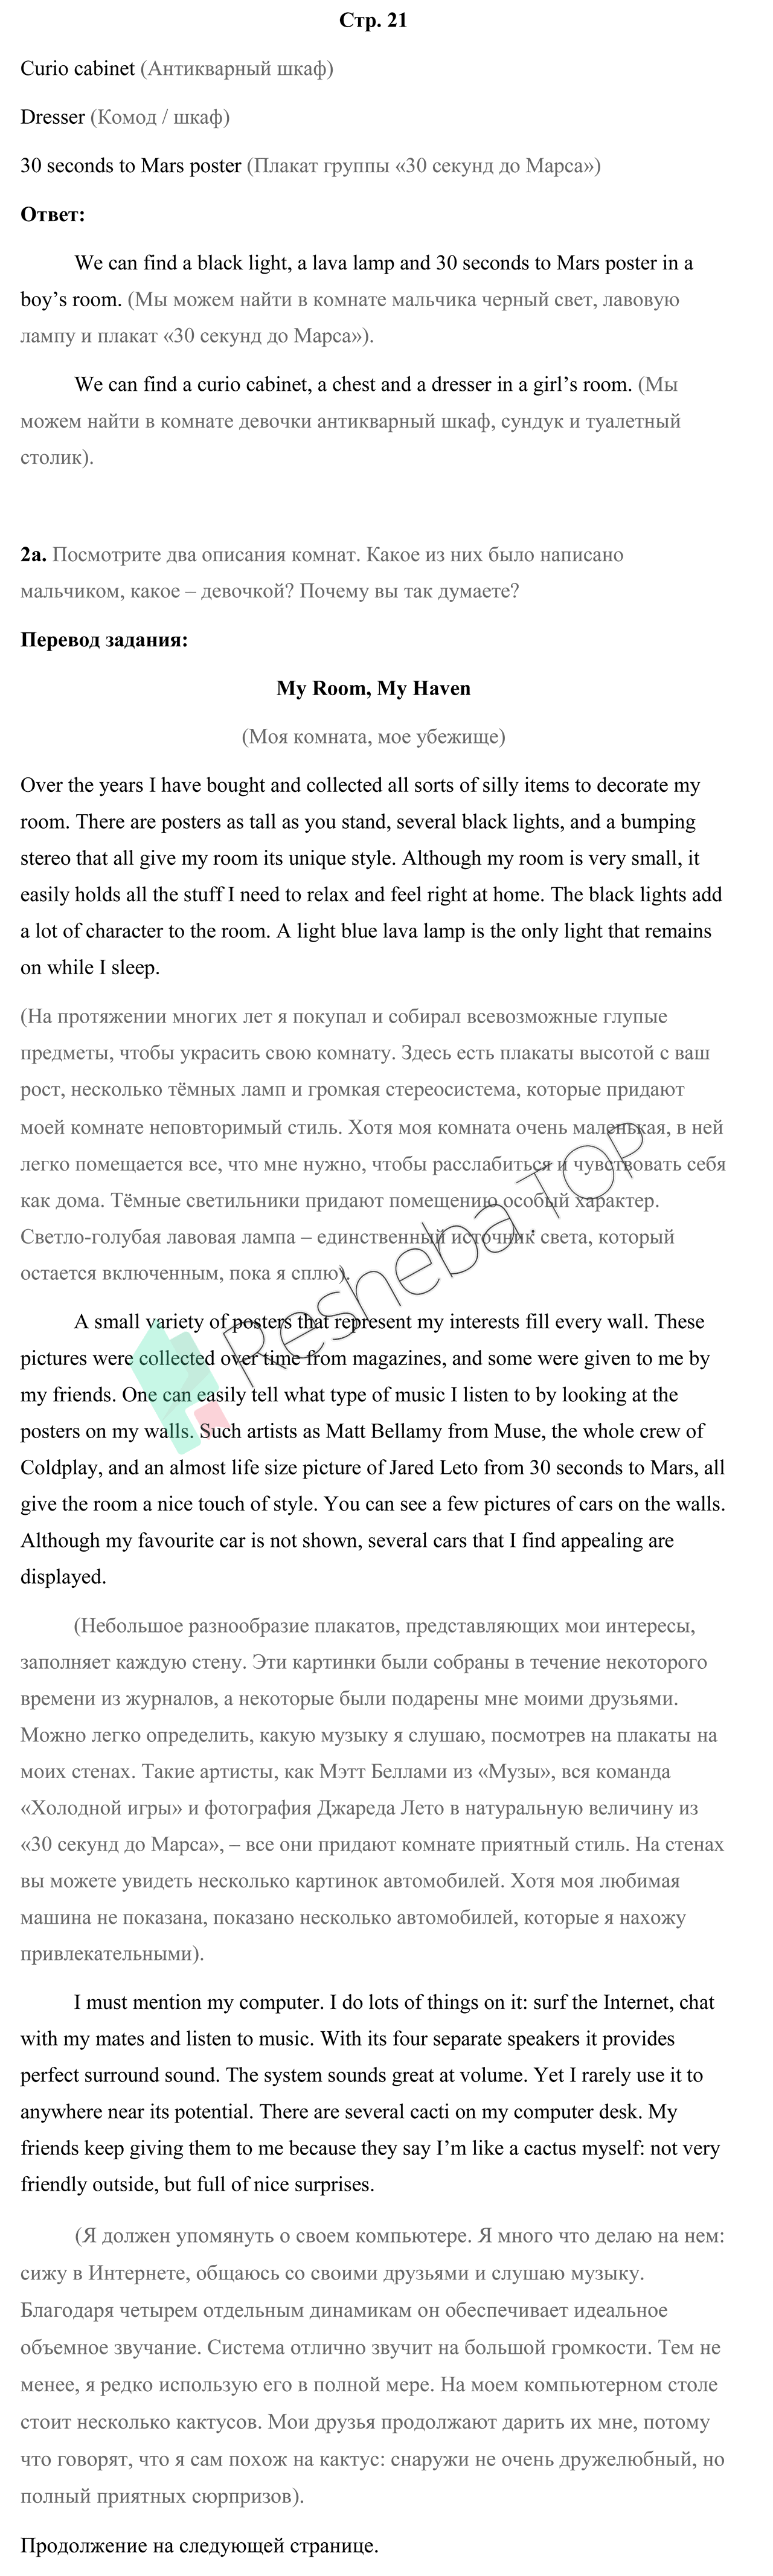 Стр. 21
Curio cabinet (Антикварный шкаф)
Dresser (Комод / шкаф)
30 seconds to Mars poster (Плакат группы «30 секунд до Марса»)
Ответ:
We can find a black light, a lava lamp and 30 seconds to Mars poster in a
boy’s room. (Мы можем найти в комнате мальчика черный свет, лавовую
лампу и плакат «30 секунд до Марса»).
We can find a curio cabinet, a chest and a dresser in a girl’s room. (Мы
можем найти в комнате девочки антикварный шкаф, сундук и туалетный
столик).
2a. Посмотрите два описания комнат. Какое из них было написано
мальчиком, какое – девочкой? Почему вы так думаете?
Перевод задания:
My Room, My Haven
(Моя комната, мое убежище)
Over the years I have bought and collected all sorts of silly items to decorate my
room. There are posters as tall as you stand, several black lights, and a bumping
stereo that all give my room its unique style. Although my room is very small, it
easily holds all the stuff I need to relax and feel right at home. The black lights add
a lot of character to the room. A light blue lava lamp is the only light that remains
on while I sleep.
(На протяжении многих лет я покупал и собирал всевозможные глупые
предметы, чтобы украсить свою комнату. Здесь есть плакаты высотой с ваш
рост, несколько тёмных ламп и громкая стереосистема, которые придают
моей комнате неповторимый стиль. Хотя моя комната очень маленькая, в ней
легко помещается все, что мне нужно, чтобы расслабиться и чувствовать себя
как дома. Тёмные светильники придают помещению особый характер.
Светло-голубая лавовая лампа – единственный источник света, который
остается включенным, пока я сплю).
Resheba.TOP
A small variety of posters that represent my interests fill every wall. These
pictures were collected over time from magazines, and some were given to me by
my friends. One can easily tell what type of music I listen to by looking at the
posters on my walls. Such artists as Matt Bellamy from Muse, the whole crew of
Coldplay, and an almost life size picture of Jared Leto from 30 seconds to Mars, all
give the room a nice touch of style. You can see a few pictures of cars on the walls.
Although my favourite car is not shown, several cars that I find appealing are
displayed.
(Небольшое разнообразие плакатов, представляющих мои интересы,
заполняет каждую стену. Эти картинки были собраны в течение некоторого
времени из журналов, а некоторые были подарены мне моими друзьями.
Можно легко определить, какую музыку я слушаю, посмотрев на плакаты на
моих стенах. Такие артисты, как Мэтт Беллами из «Музы», вся команда
«Холодной игры» и фотография Джареда Лето в натуральную величину из
«30 секунд до Марса», – все они придают комнате приятный стиль. На стенах
вы можете увидеть несколько картинок автомобилей. Хотя моя любимая
машина не показана, показано несколько автомобилей, которые я нахожу
привлекательными).
I must mention my computer. I do lots of things on it: surf the Internet, chat
with my mates and listen to music. With its four separate speakers it provides
perfect surround sound. The system sounds great at volume. Yet I rarely use it to
anywhere near its potential. There are several cacti on my computer desk. My
friends keep giving them to me because they say I’m like a cactus myself: not very
friendly outside, but full of nice surprises.
(Я должен упомянуть о своем компьютере. Я много что делаю на нем:
сижу в Интернете, общаюсь со своими друзьями и слушаю музыку.
Благодаря четырем отдельным динамикам он обеспечивает идеальное
объемное звучание. Система отлично звучит на большой громкости. Тем не
менее, я редко использую его в полной мере. На моем компьютерном столе
стоит несколько кактусов. Мои друзья продолжают дарить их мне, потому
что говорят, что я сам похож на кактус: снаружи не очень дружелюбный, но
полный приятных сюрпризов).
Продолжение на следующей странице.